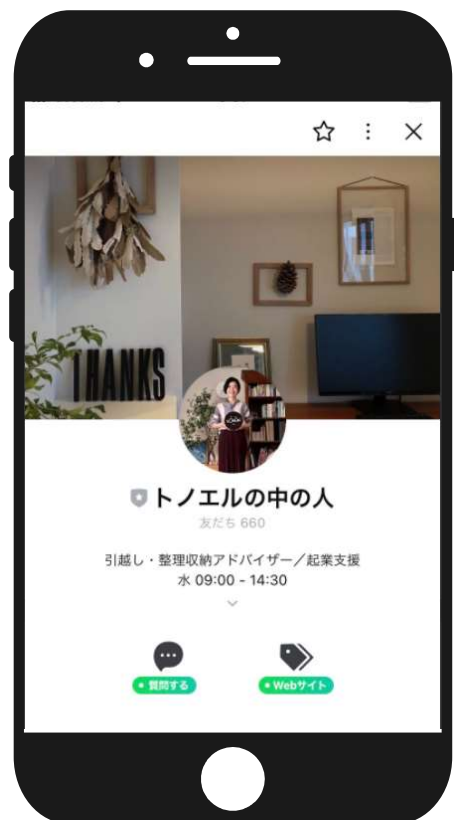 THANKS
トノエルの中の人
友だち 660
引越し・整理収納アドバイザー／起業支援
水 09:00 - 14:30
質問する
Webサイト